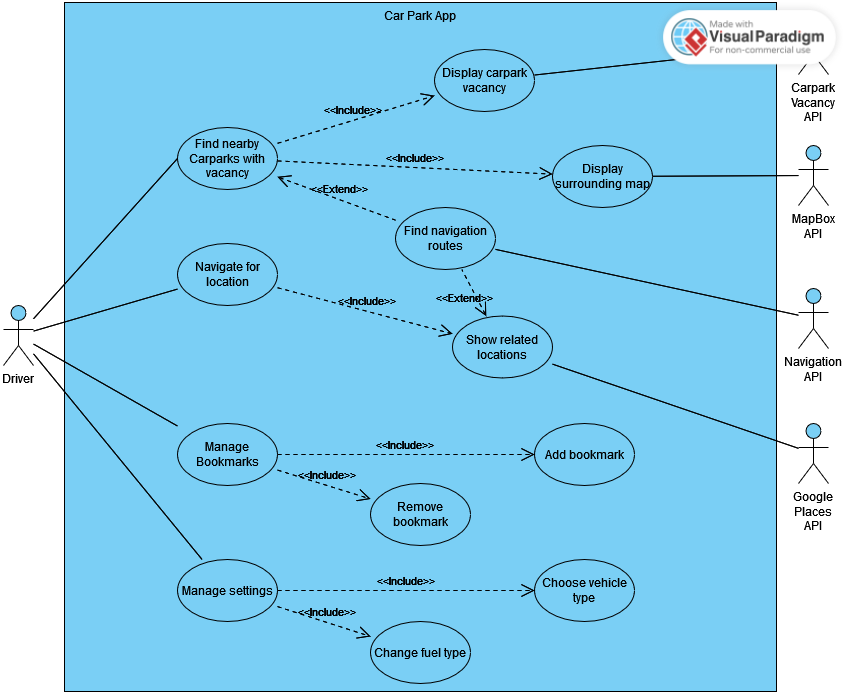 Car Park App
Made with
VisualParadigm
For non-commercial use
Display carpark
vacancy
Carpark
Vacancy
API
<<Include>>
Find nearby
Carparks with
vacancy
<<Include>>
Display
surrounding map
<<Extend>>
MapBox
API
Find navigation
routes
Navigate for
location
<<Include>>
<<Extend>>
Show related
locations
Navigation
API
Driver
Manage
Bookmarks
<<Include>>
Add bookmark
<<Include>>
Remove
bookmark
Google
Places
API
Manage settings
<<Include>>
Choose vehicle
type
<<Include>>
Change fuel type